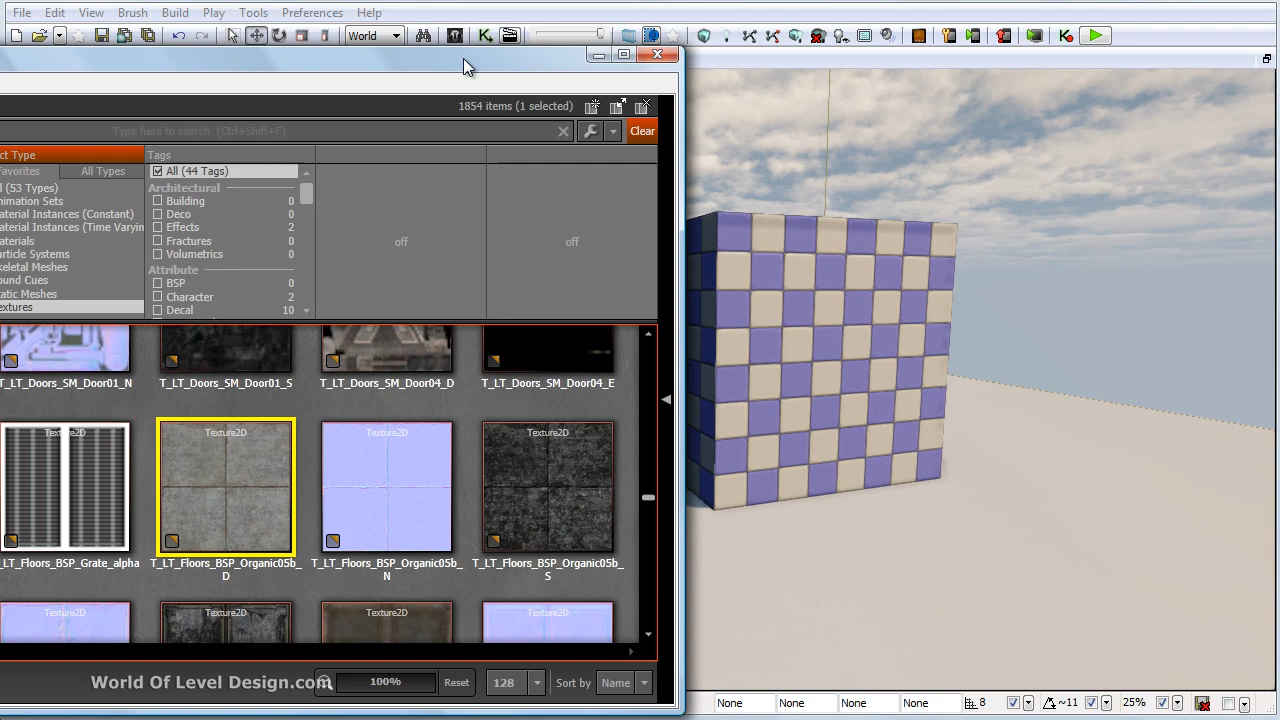 File Edit View Brush Build Play Tools Preferences Help
World
1854 items (1 selected)
Type here to search (Ctrl+Shift+F)
Clear
ct Type
Tags
avorites
All Types
All (44 Tags)
l (53 Types)
nimation Sets
aterial Instances (Constant)
aterial Instances (Time Varyin
aterials
article Systems
keletal Meshes
ound Cues
tatic Meshes
extures
Architectural
Building 0
Deco 0
Effects 2
Fractures 0
Volumetrics 0
Attribute
BSP 0
Character 2
Decal 10
off
off
T_LT_Doors_SM_Door01_N
T_LT_Doors_SM_Door01_S
T_LT_Doors_SM_Door04_D
T_LT_Doors_SM_Door04_E
Texture2D
Texture2D
Texture2D
_LT_Floors_BSP_Grate_alpha
T_LT_Floors_BSP_Organic05b_
D
T_LT_Floors_BSP_Organic05b_
N
T_LT_Floors_BSP_Organic05b_
S
Texture2D
Texture2D
Texture2D
Texture2D
World Of Level Design.com
100%
Reset
128
Sort by
Name
None
None
None
None
8
~11
25%